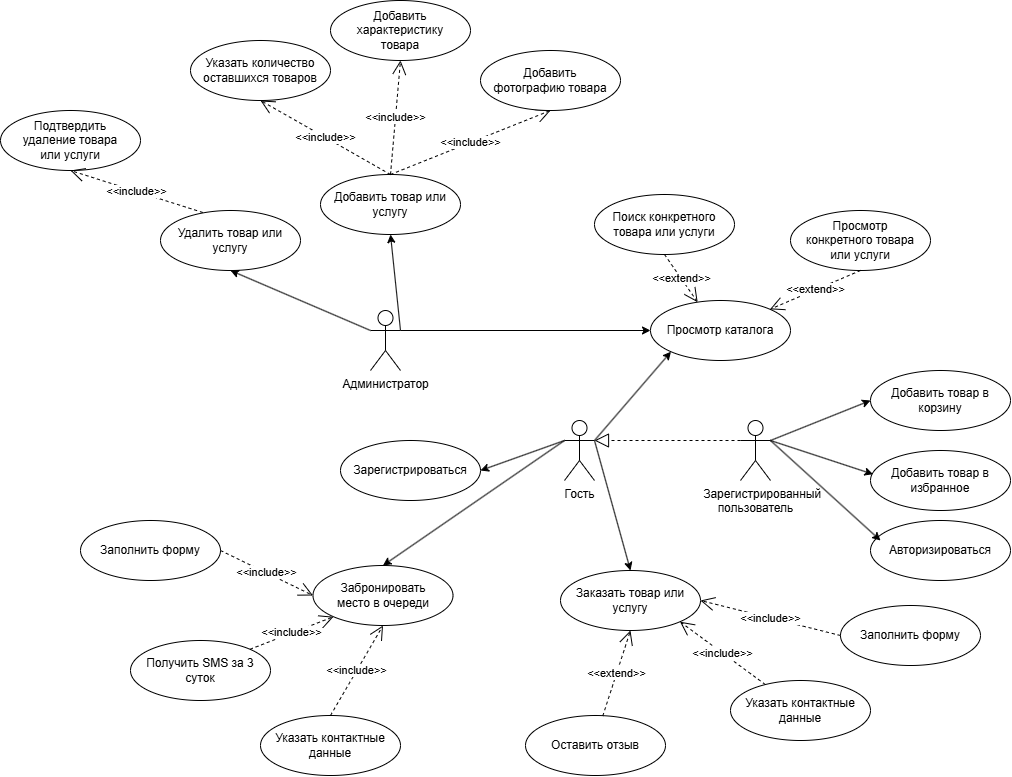 Добавить
характеристику
товара
Указать количество
оставшихся товаров
Добавить
фотографию товара
<<include>>
<<include>>
<<include>>
Подтвердить
удаление товара
или услуги
<<include>>
Добавить товар или
услугу
Удалить товар или
услугу
Поиск конкретного
товара или услуги
Просмотр
конкретного товара
или услуги
<<extend>>
<<extend>>
Просмотр каталога
Администратор
Добавить товар в
корзину
Зарегистрироваться
Гость
Зарегистрированный
пользователь
Добавить товар в
избранное
Авторизироваться
Заполнить форму
<<include>>
Забронировать
место в очереди
Заказать товар или
услугу
<<include>>
<<include>>
Заполнить форму
Получить SMS за 3
суток
<<include>>
<<extend>>
<<include>>
Указать контактные
данные
Указать контактные
данные
Оставить отзыв